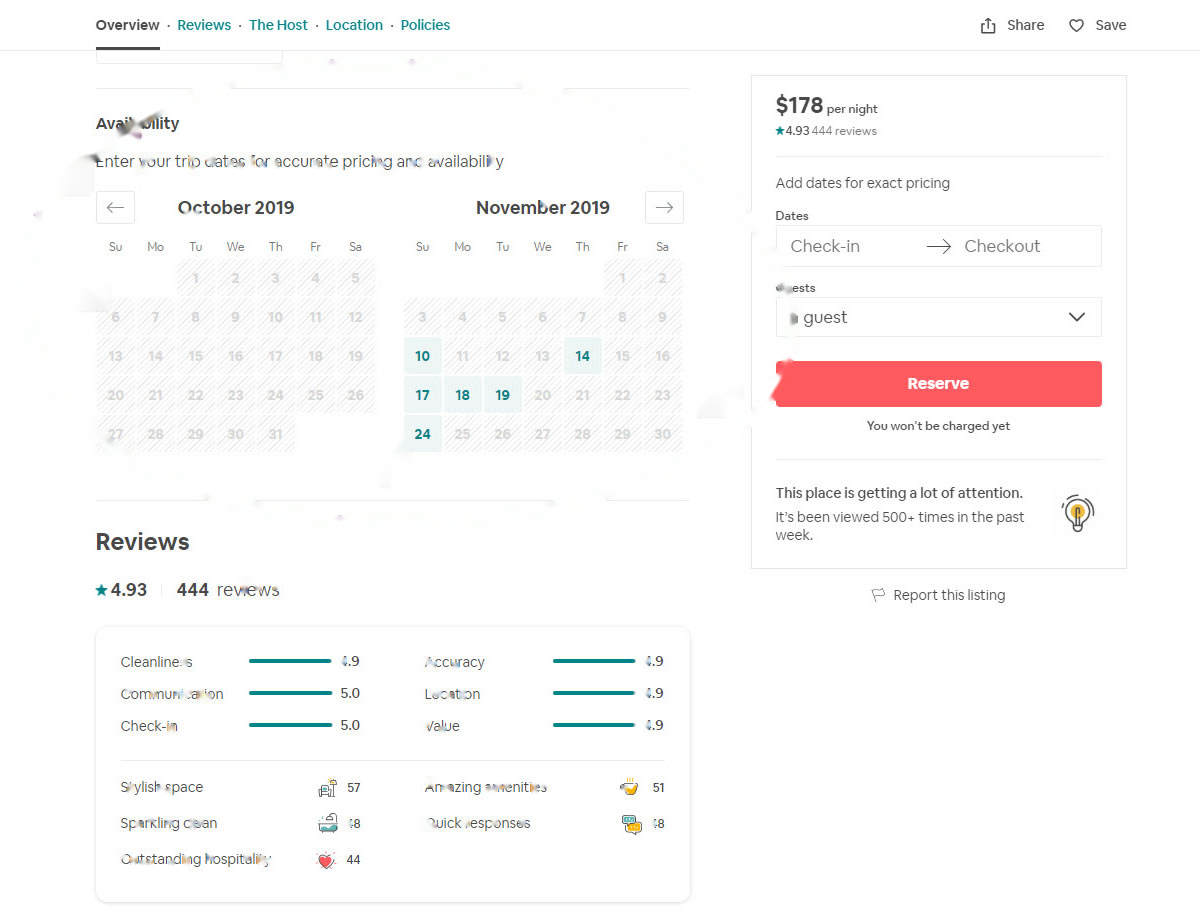 Overview · Reviews · The Host · Location · Policies
Share Save
Availability
Enter your trip dates for accurate pricing and availability
October 2019 November 2019
Su Mo Tu We Th Fr Sa Su Mo Tu We Th Fr Sa
1 2 3 4 5 1 2
6 7 8 9 10 11 12 3 4 5 6 7 8 9
13 14 15 16 17 18 19 10 11 12 13 14 15 16
20 21 22 23 24 25 26 17 18 19 20 21 22 23
27 28 29 30 31 24 25 26 27 28 29 30
Reviews
4.93 444 reviews
Cleanliness 4.9 Accuracy 4.9
Communication 5.0 Location 4.9
Check-in 5.0 Value 4.9
Stylish space 57 Amazing amenities 51
Sparkling clean Quick responses
Outstanding hospitality 44
$178 per night
4.93 444 reviews
Add dates for exact pricing
Dates
Check-in Checkout
Guests
guest
Reserve
You won't be charged yet
This place is getting a lot of attention.
It's been viewed 500+ times in the past
week.
Report this listing